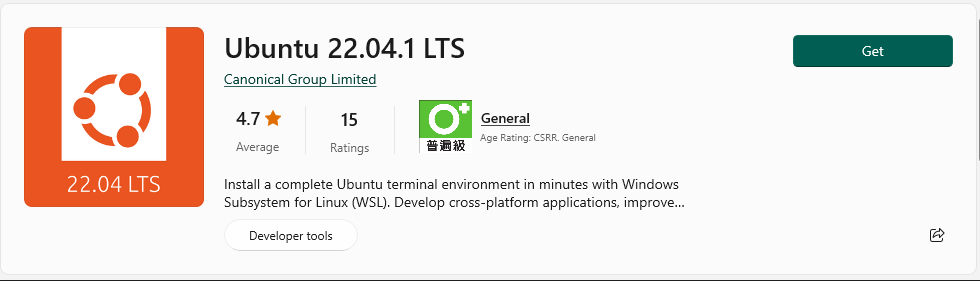 22.04 LTS
Ubuntu 22.04.1 LTS
Canonical Group Limited
Get
4.7
Average
15
Ratings
普遍級
General
Age Rating: CSRR. General
Install a complete Ubuntu terminal environment in minutes with Windows
Subsystem for Linux (WSL). Develop cross-platform applications, improve...
Developer tools